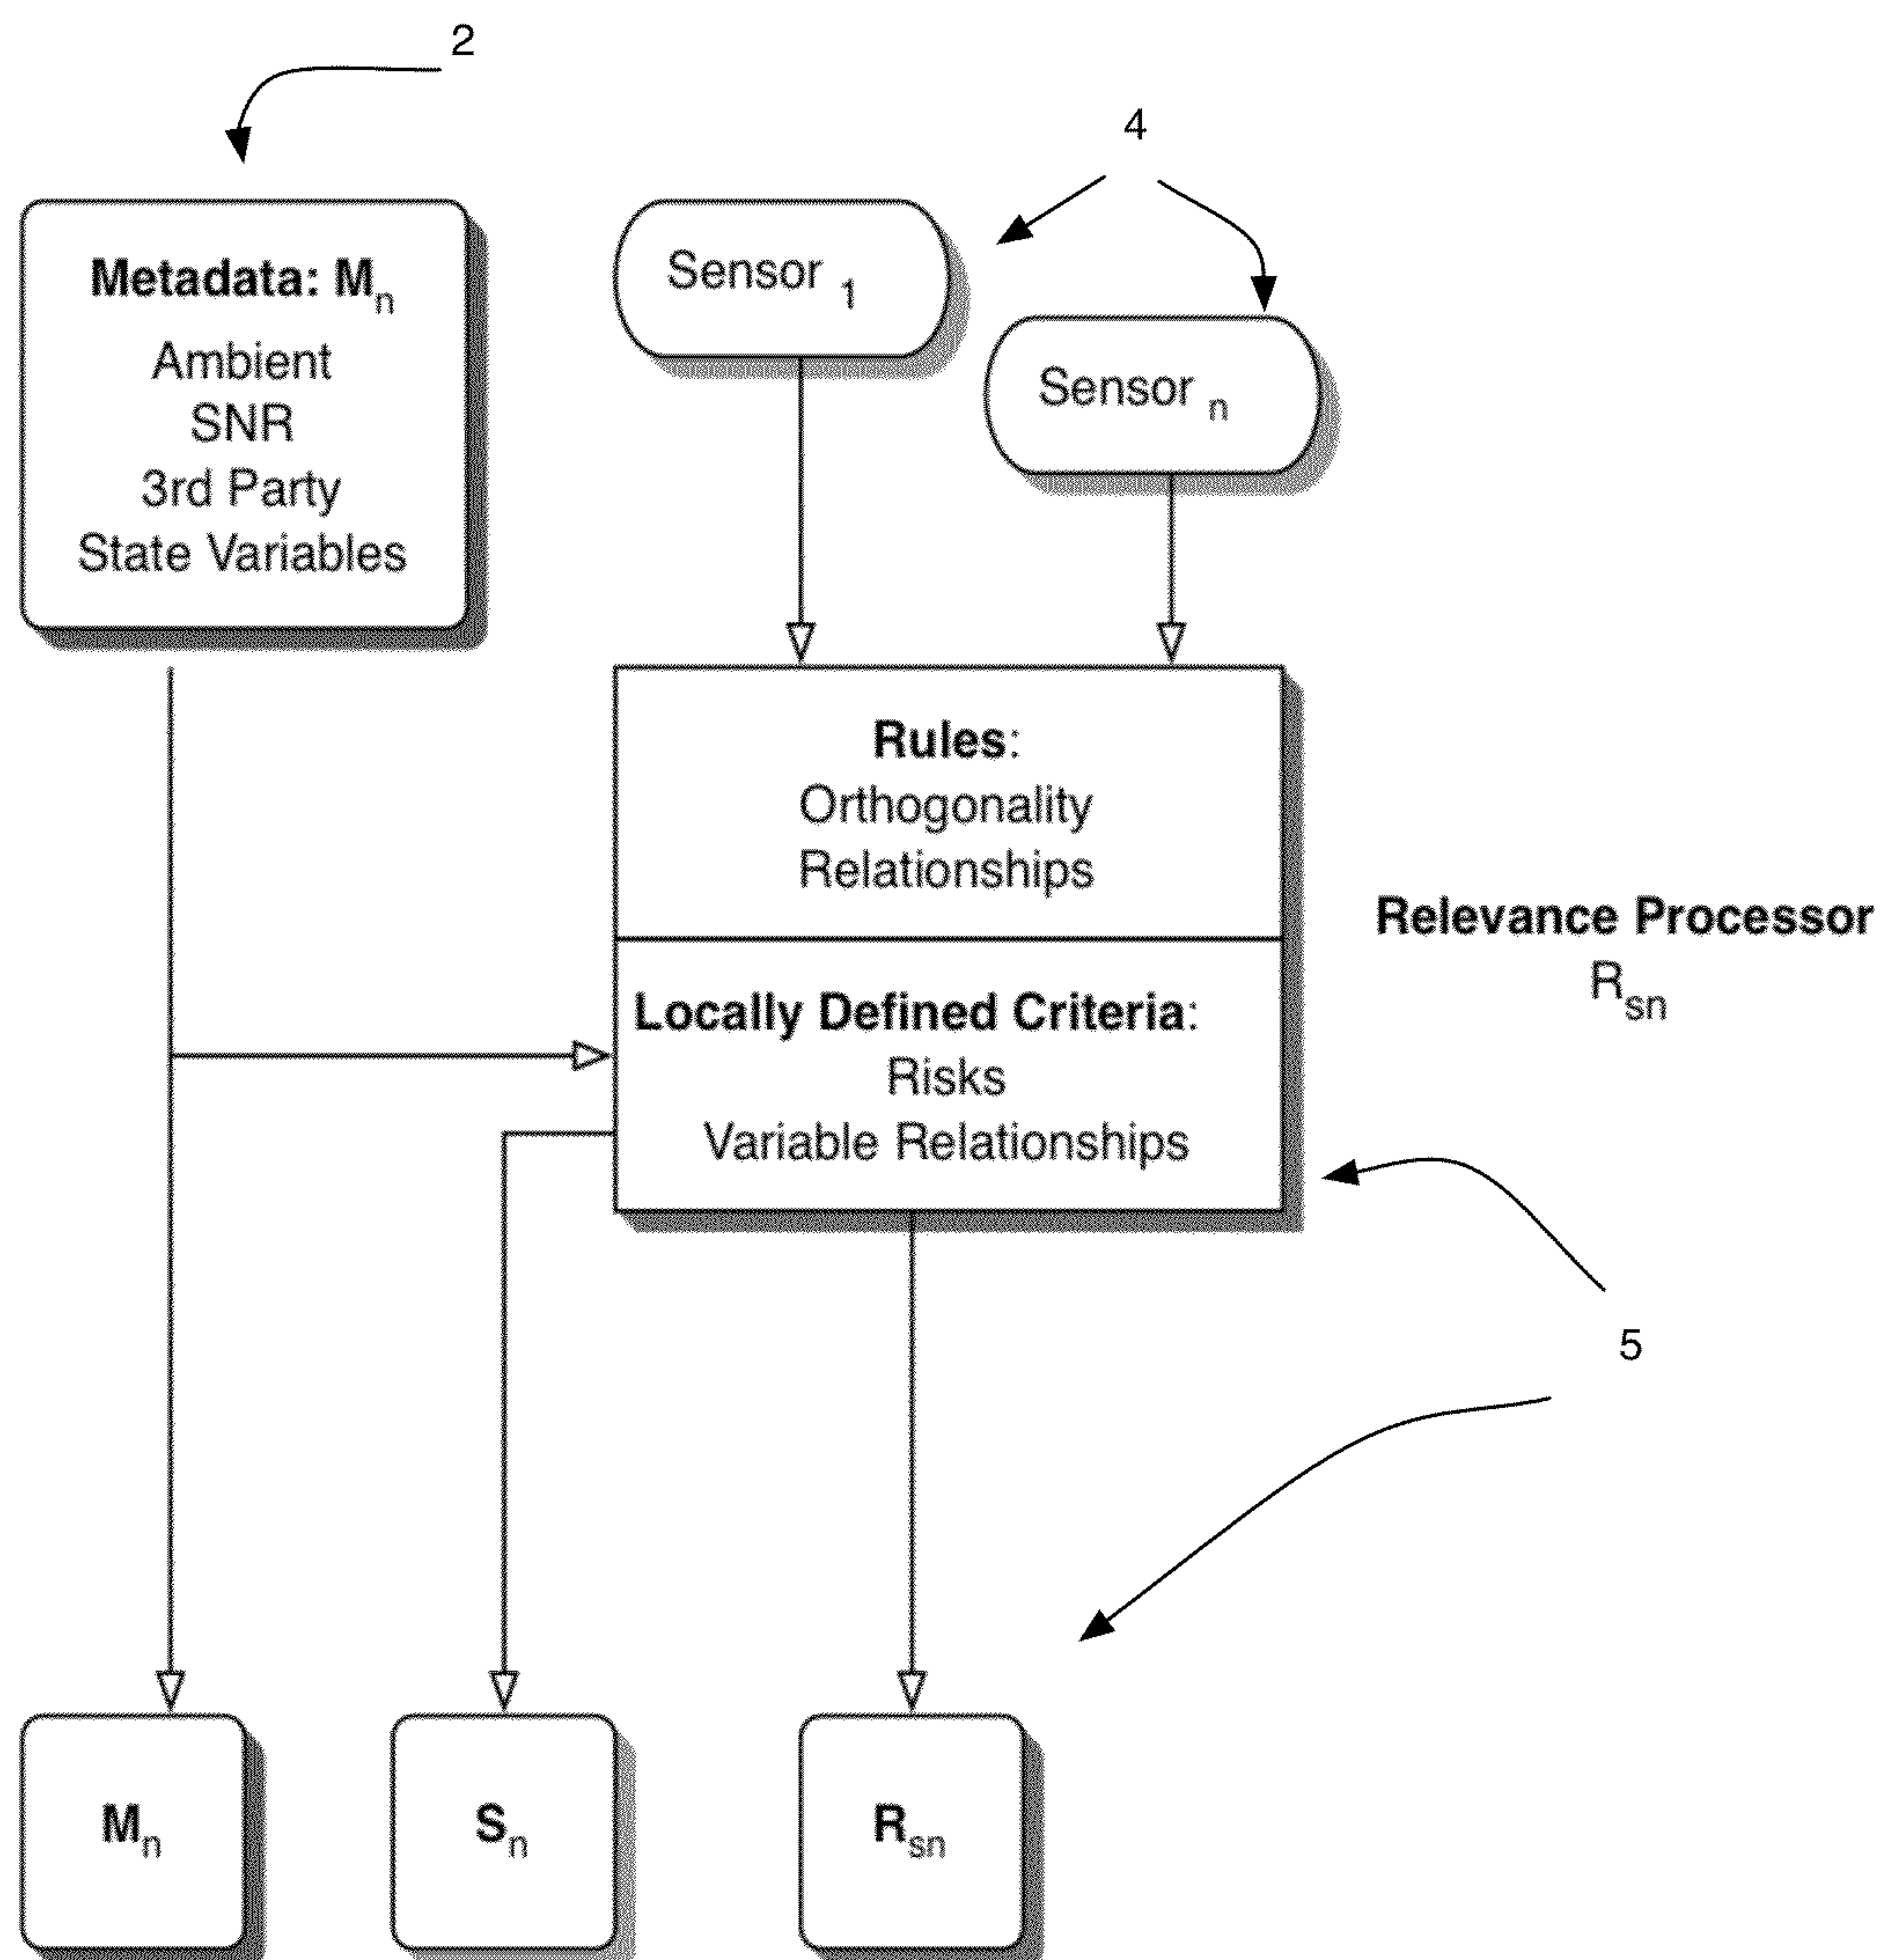 2
4
Metadata: Mn
Ambient
SNR
3rd Party
State Variables
Sensor 1
Sensor n
Rules:
Orthogonality
Relationships
Locally Defined Criteria:
Risks
Variable Relationships
Relevance Processor
Rsn
5
Mn
Sn
Rsn